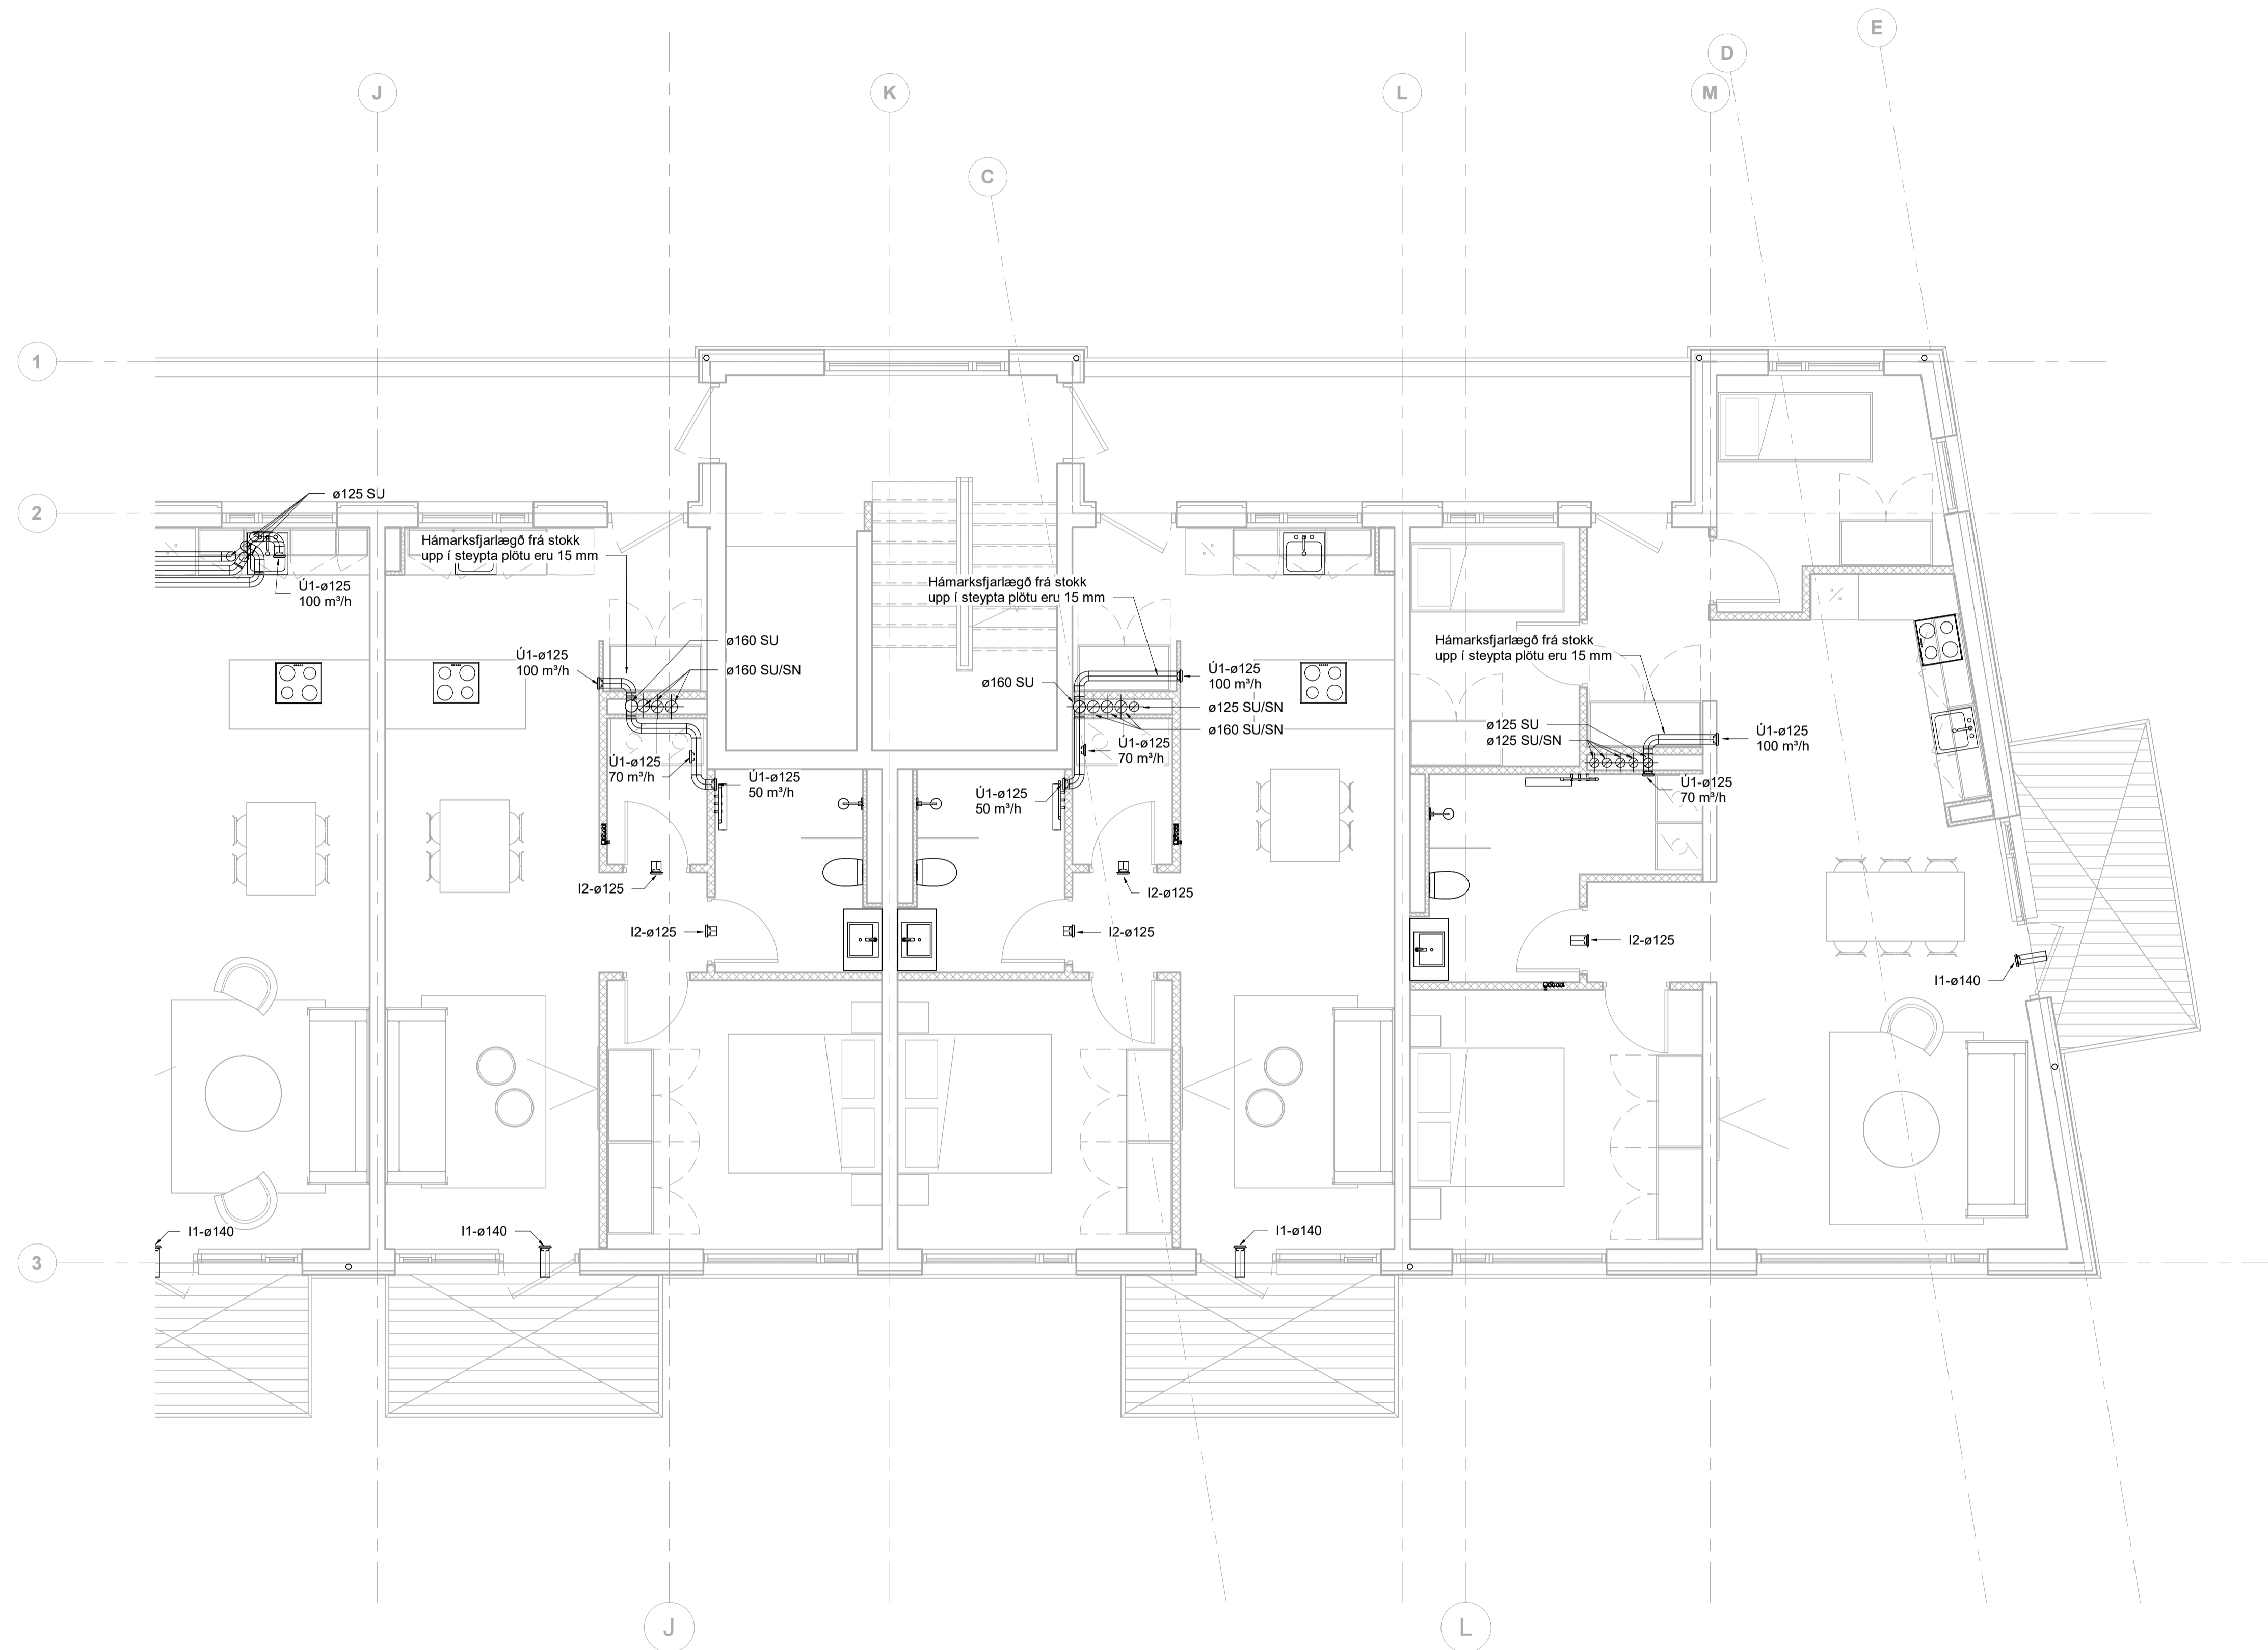 E
D
J
K
L
M
C
1
2
ø125 SU
Hámarksfjarlægð frá stokk
upp í steypta plötu eru 15 mm
Ú1-ø125
100 m³/h
Hámarksfjarlægð frá stokk
upp í steypta plötu eru 15 mm
Hámarksfjarlægð frá stokk
upp í steypta plötu eru 15 mm
Ú1-ø125
100 m³/h
ø160 SU
ø160 SU/SN
Ú1-ø125
70 m³/h
Ú1-ø125
50 m³/h
ø160 SU
Ú1-ø125
100 m³/h
ø125 SU/SN
ø160 SU/SN
Ú1-ø125
70 m³/h
Ú1-ø125
50 m³/h
ø125 SU
ø125 SU/SN
Ú1-ø125
100 m³/h
Ú1-ø125
70 m³/h
I2-ø125
I2-ø125
I2-ø125
I2-ø125
I2-ø125
I1-ø140
I1-ø140
I1-ø140
I1-ø140
3
J
L